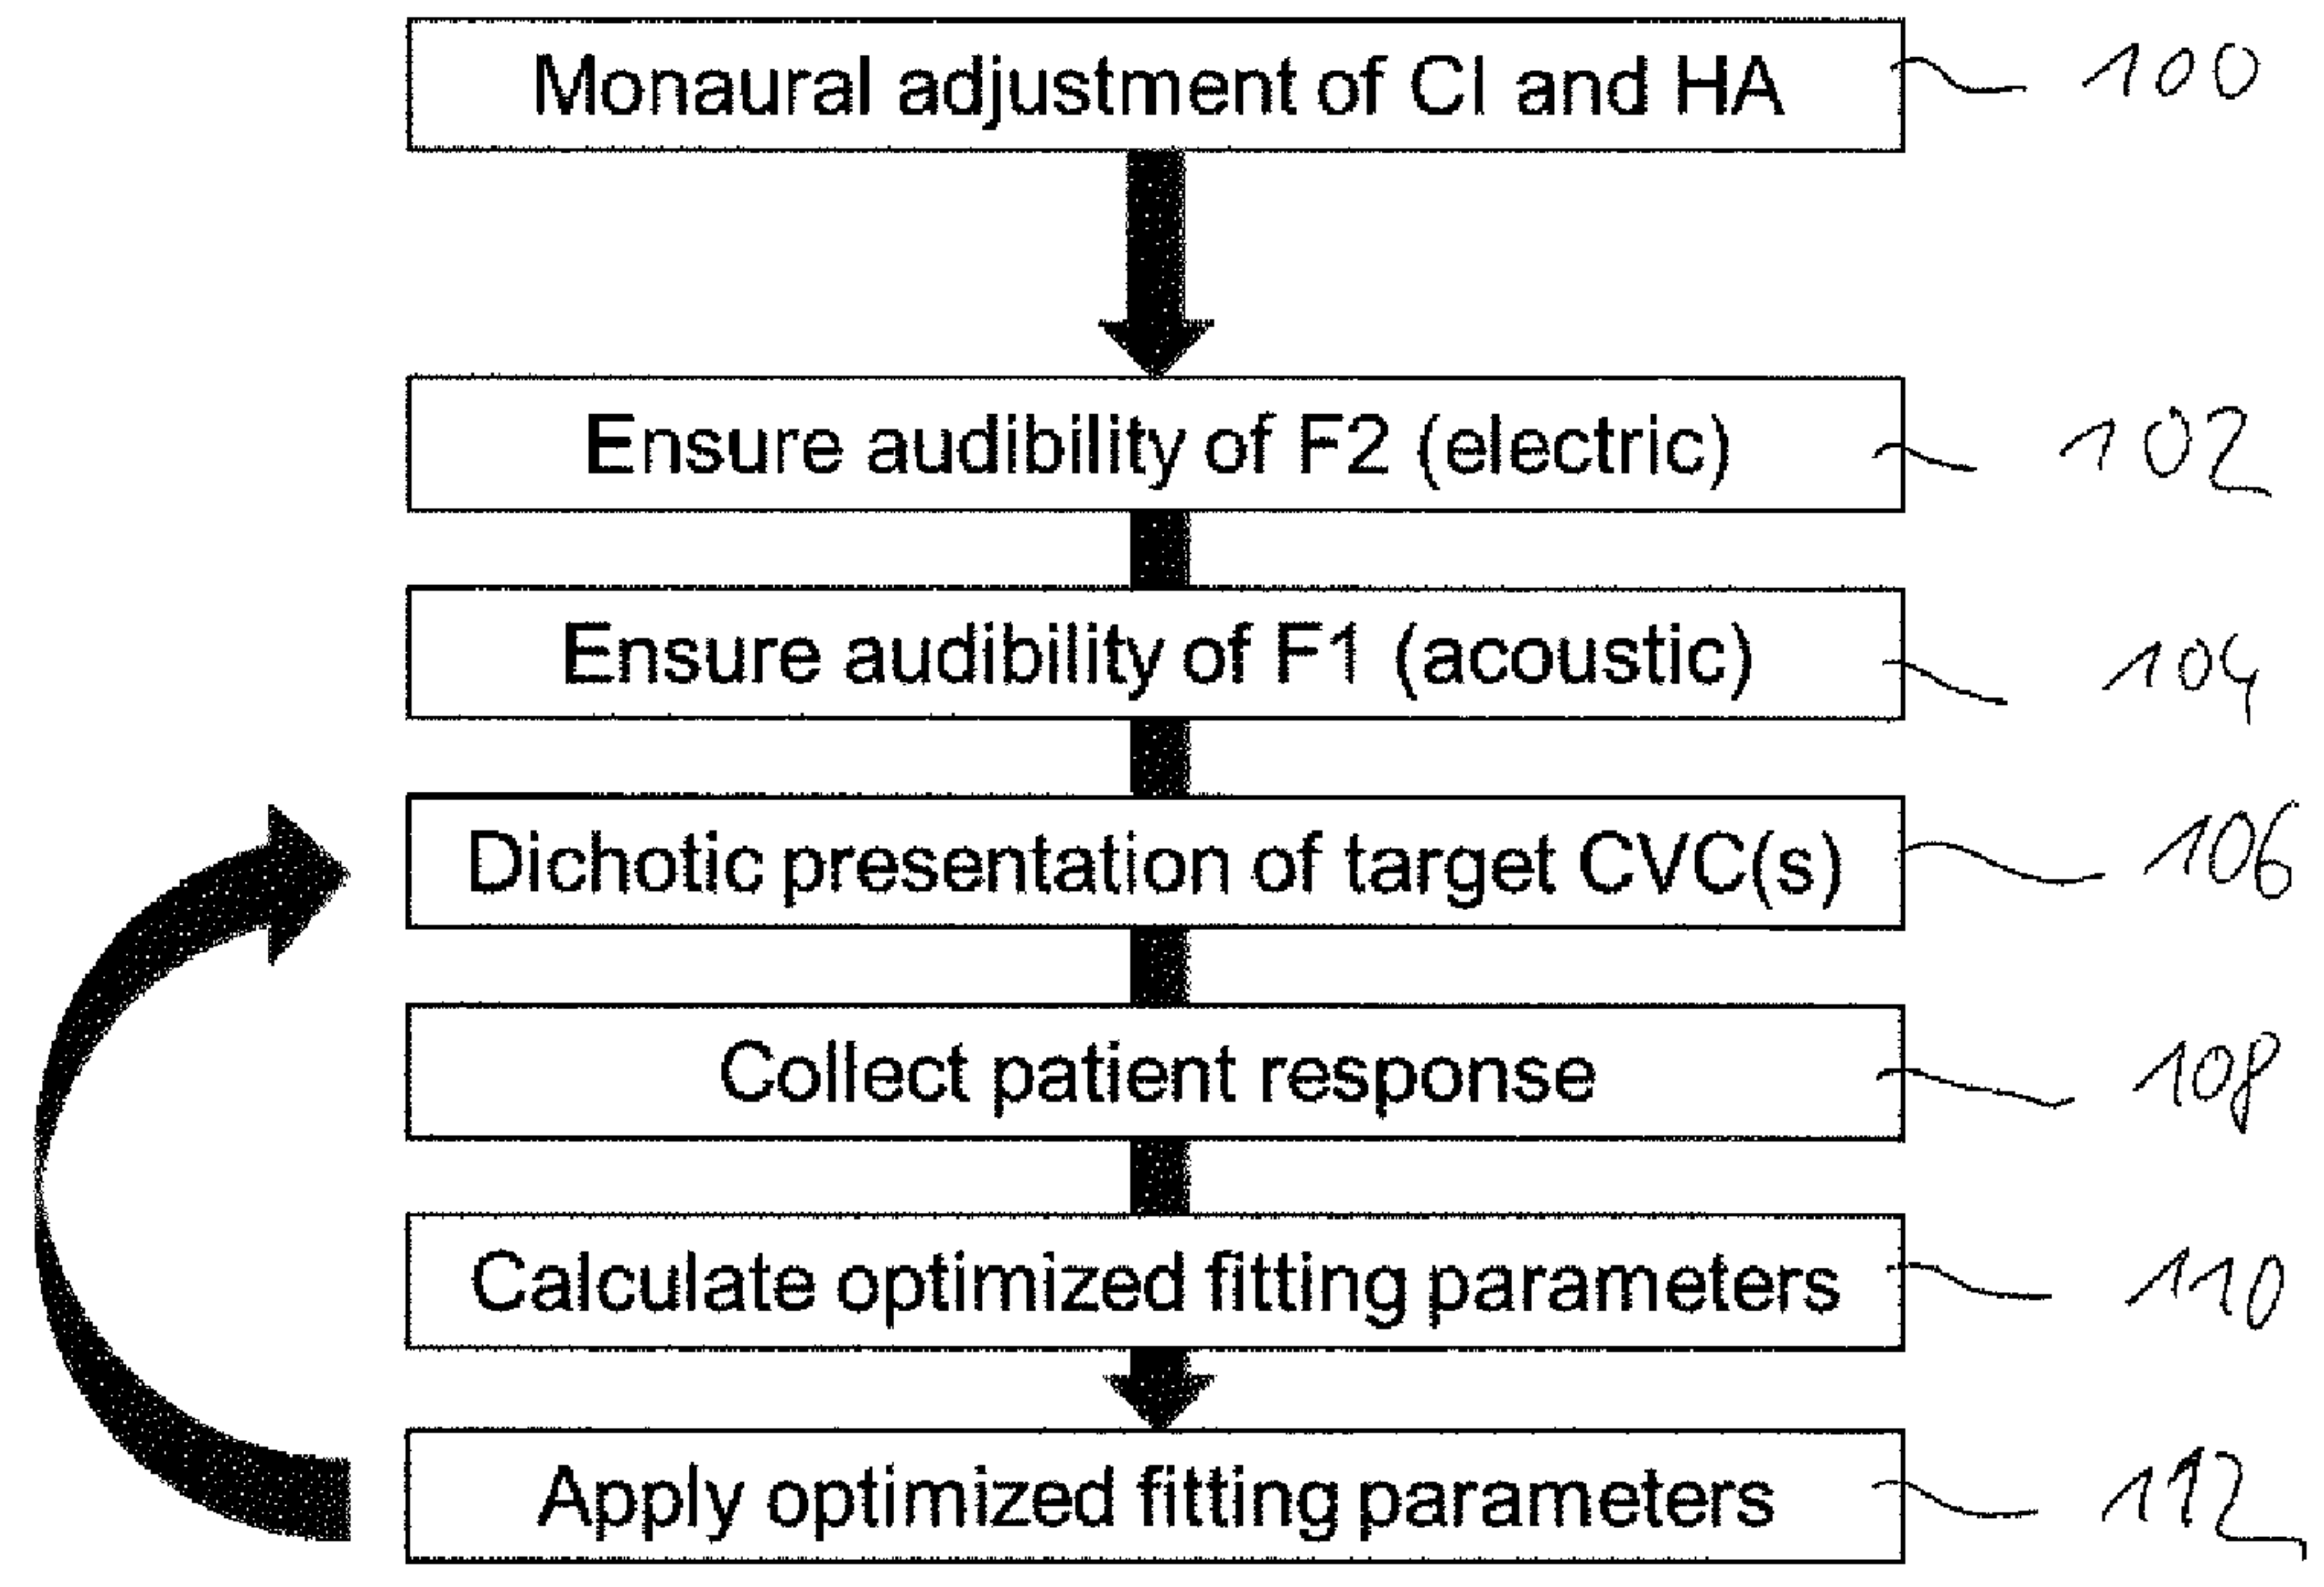 Monaural adjustment of CI and HA 100
Ensure audibility of F2 (electric) 102
Ensure audibility of F1 (acoustic) 104
Dichotic presentation of target CVC(s) 106
Collect patient response 108
Calculate optimized fitting parameters 110
Apply optimized fitting parameters 112